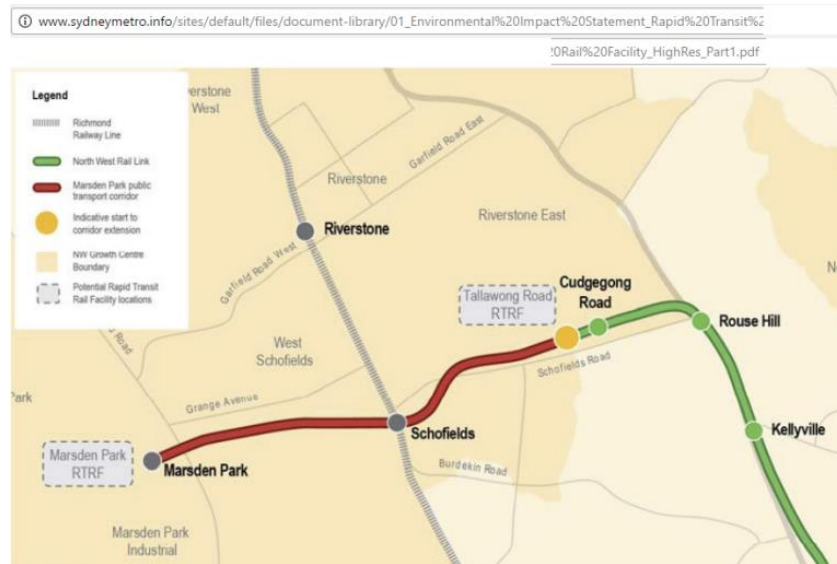 www.sydneymetro.info/sites/default/files/document-library/01_Environmental%20Impact%20Statement_Rapid%20Transit%2
20Rail%20Facility_HighRes_Part1.pdf
Legend
Richmond
Railway Line
North West Rail Link
Marsden Park public
transport corridor
Indicative start to
corridor extension
NW Growth Centre
Boundary
Potential Rapid Transit
Rail Facility locations
Riverstone
West
Garfield Road East
Riverstone
Riverstone East
Riverstone
Garfield Road West
Tallawong Road
RTRF
Cudgegong
Road
Rouse Hill
West
Schofields
Schofields Road
Grange Avenue
Schofields
Kellyville
Burdekin Road
Marsden Park
RTRF
Marsden Park
Marsden Park
Industrial